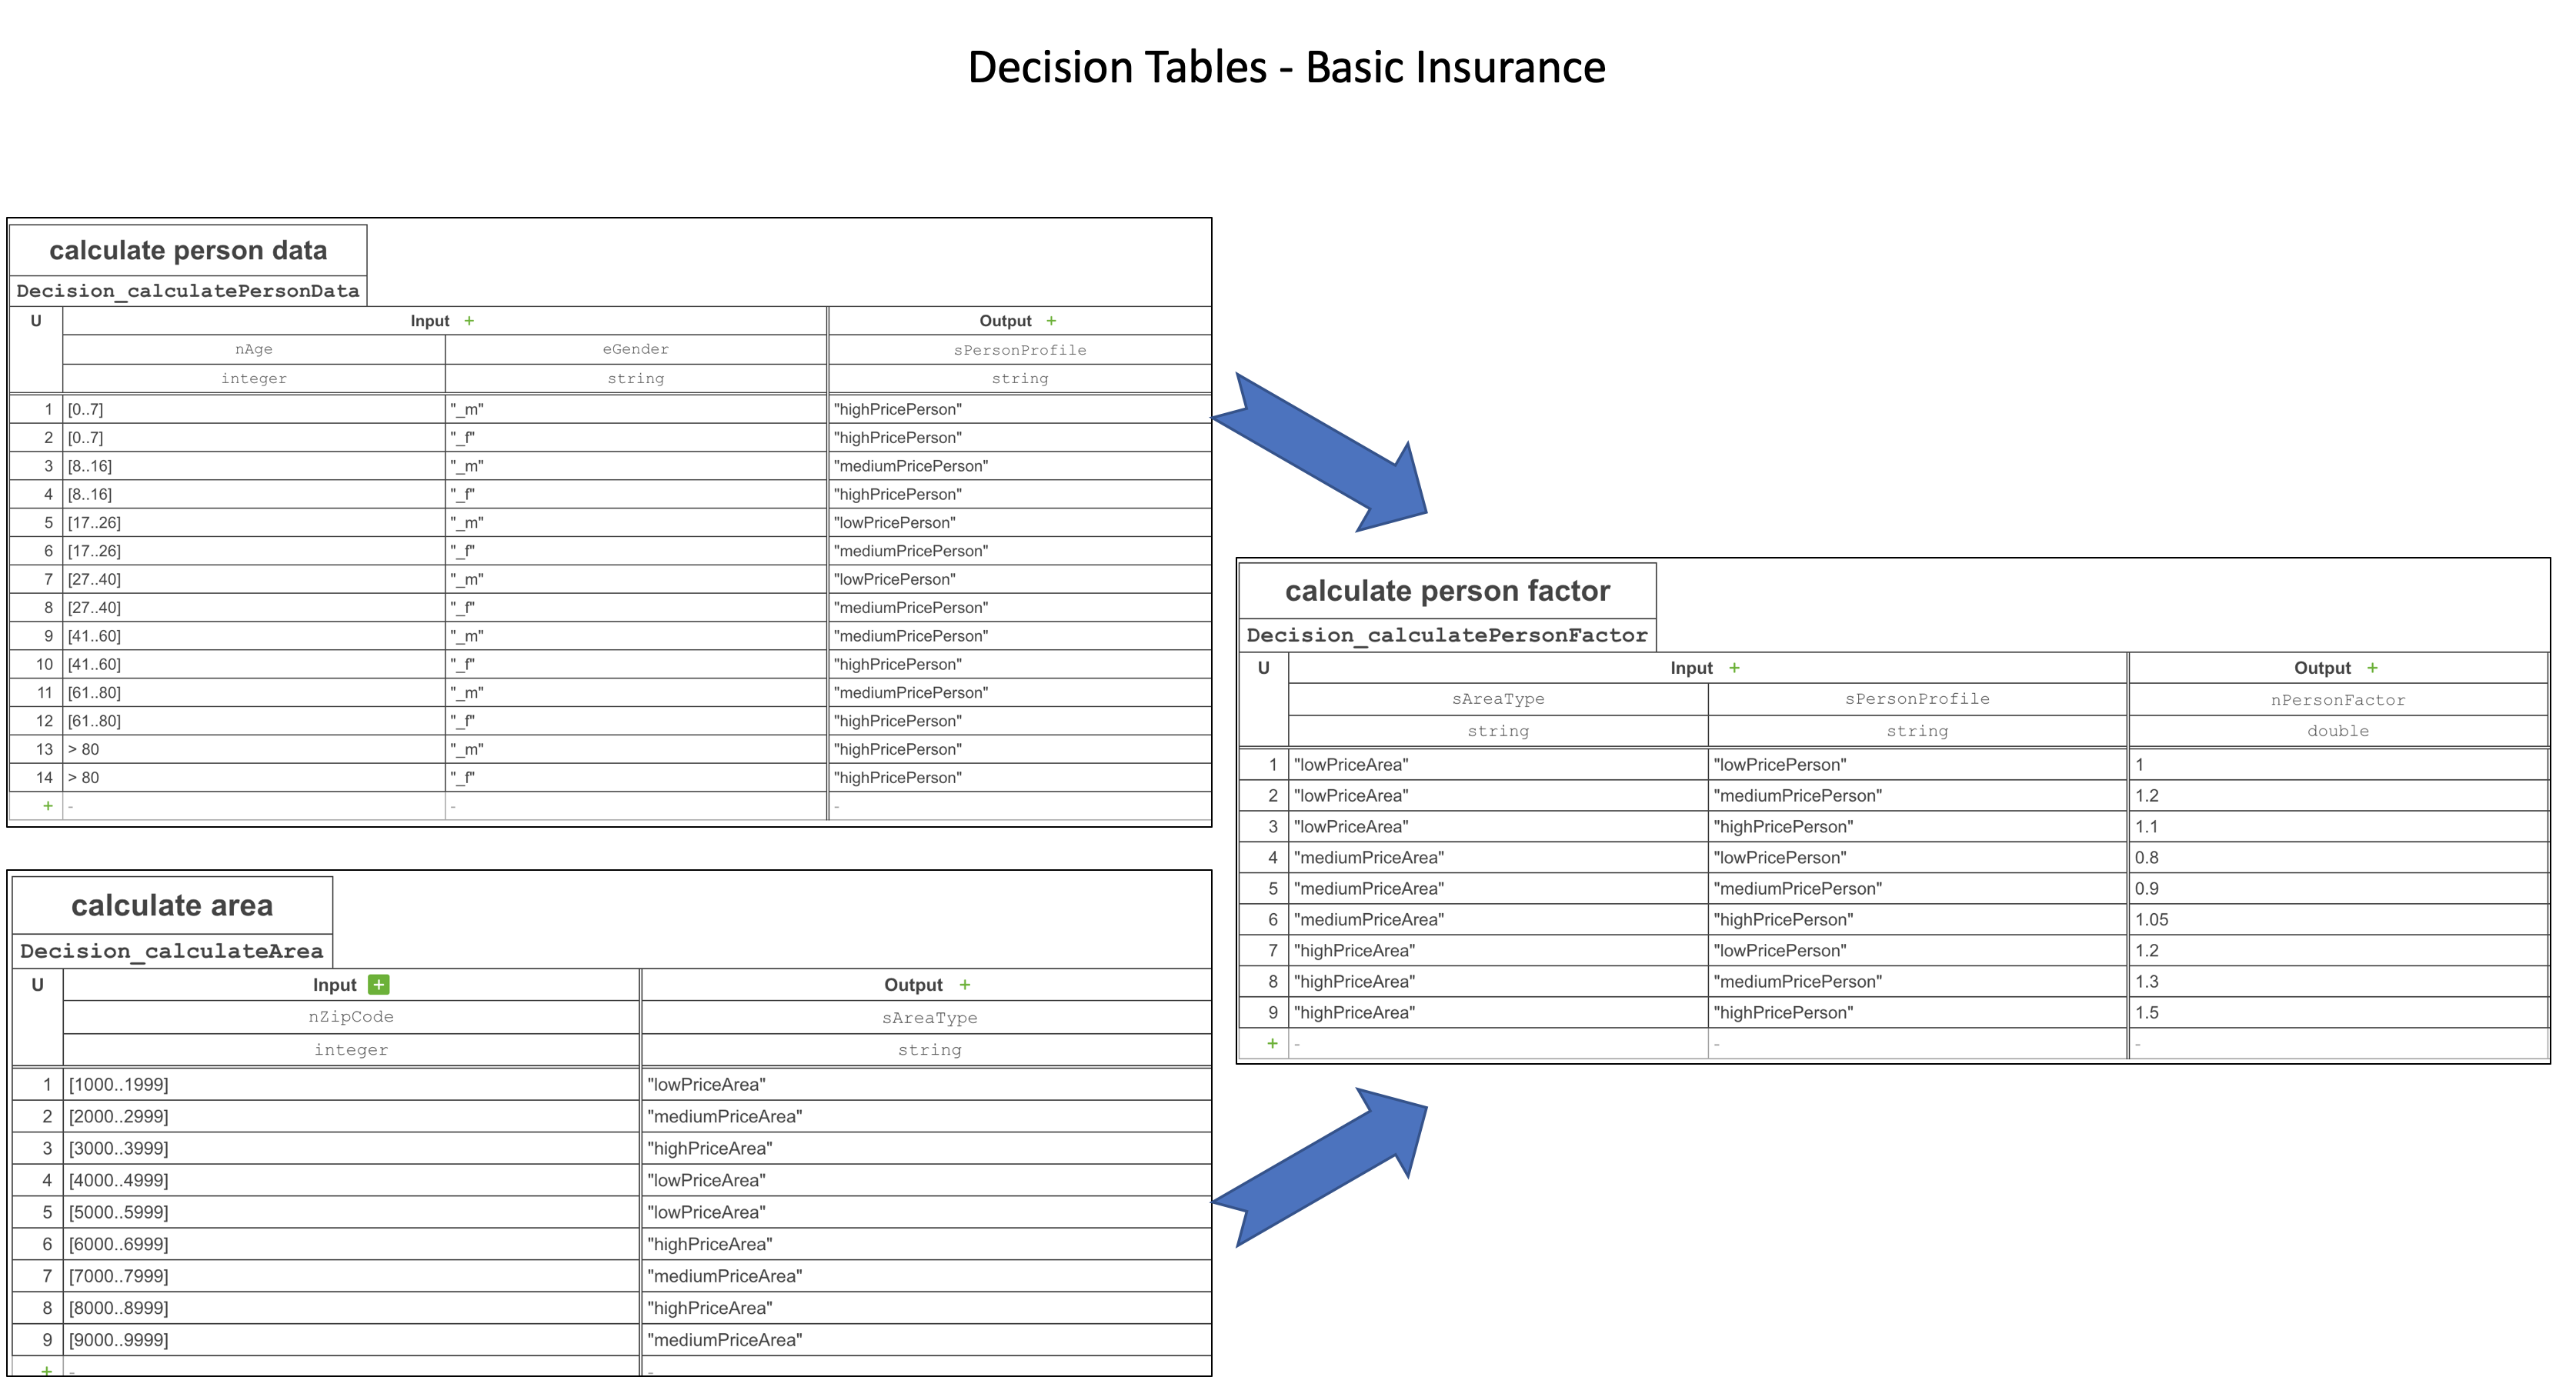 Decision Tables - Basic Insurance
calculate person data
Decision_calculatePersonData
U Input + Output +
nAge eGender sPersonProfile
integer string string
1 [0..7] "_m" "highPricePerson"
2 [0..7] "_f" "highPricePerson"
3 [8..16] "_m" "mediumPricePerson"
4 [8..16] "_f" "highPricePerson"
5 [17..26] "_m" "lowPricePerson"
6 [17..26] "_f" "mediumPricePerson"
7 [27..40] "_m" "lowPricePerson"
8 [27..40] "_f" "mediumPricePerson"
9 [41..60] "_m" "mediumPricePerson"
10 [41..60] "_f" "highPricePerson"
11 [61..80] "_m" "mediumPricePerson"
12 [61..80] "_f" "highPricePerson"
13 > 80 "_m" "highPricePerson"
14 > 80 "_f" "highPricePerson"
+ - - -
calculate area
Decision_calculateArea
U Input + Output +
nZipCode sAreaType
integer string
1 [1000..1999] "lowPriceArea"
2 [2000..2999] "mediumPriceArea"
3 [3000..3999] "highPriceArea"
4 [4000..4999] "lowPriceArea"
5 [5000..5999] "lowPriceArea"
6 [6000..6999] "highPriceArea"
7 [7000..7999] "mediumPriceArea"
8 [8000..8999] "highPriceArea"
9 [9000..9999] "mediumPriceArea"
+ - -
calculate person factor
Decision_calculatePersonFactor
U Input + Output +
sAreaType sPersonProfile nPersonFactor
string string double
1 "lowPriceArea" "lowPricePerson" 1
2 "lowPriceArea" "mediumPricePerson" 1.2
3 "lowPriceArea" "highPricePerson" 1.1
4 "mediumPriceArea" "lowPricePerson" 0.8
5 "mediumPriceArea" "mediumPricePerson" 0.9
6 "mediumPriceArea" "highPricePerson" 1.05
7 "highPriceArea" "lowPricePerson" 1.2
8 "highPriceArea" "mediumPricePerson" 1.3
9 "highPriceArea" "highPricePerson" 1.5
+ - - -